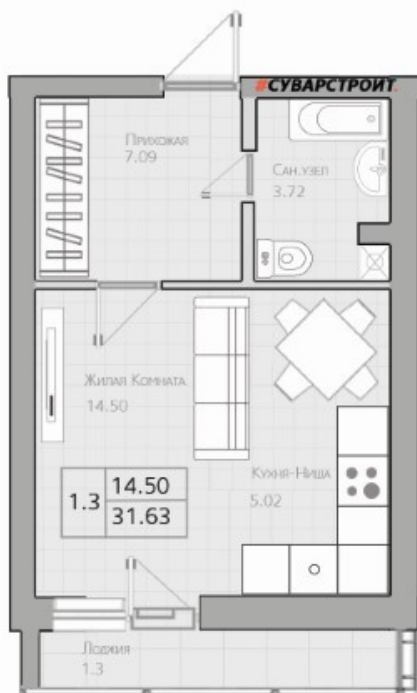 #СУВАРСТРОИТ.
Прихожая
7.09
Сан.узел
3.72
Жилая Комната
14.50
Кухня-Ниша
5.02
1.3
14.50
31.63
Лоджия
1.3